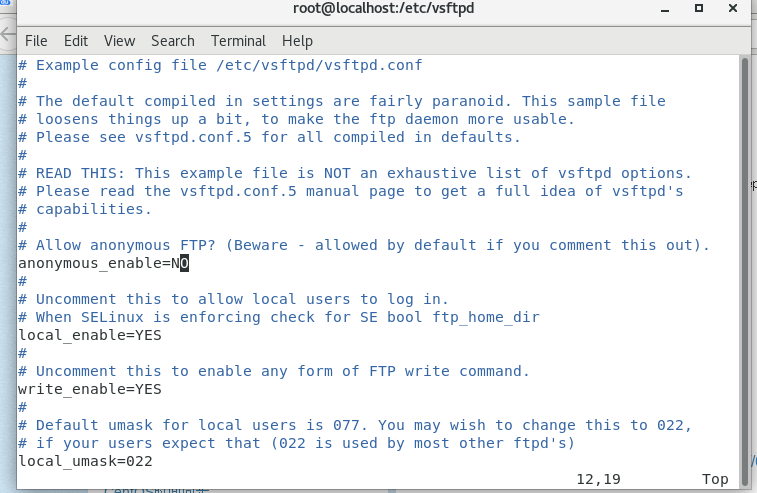 root@localhost:/etc/vsftpd
File Edit View Search Terminal Help
# Example config file /etc/vsftpd/vsftpd.conf
#
# The default compiled in settings are fairly paranoid. This sample file
# loosens things up a bit, to make the ftp daemon more usable.
# Please see vsftpd.conf.5 for all compiled in defaults.
#
# READ THIS: This example file is NOT an exhaustive list of vsftpd options.
# Please read the vsftpd.conf.5 manual page to get a full idea of vsftpd's
# capabilities.
#
# Allow anonymous FTP? (Beware - allowed by default if you comment this out).
anonymous_enable=NO
#
# Uncomment this to allow local users to log in.
# When SELinux is enforcing check for SE bool ftp_home_dir
local_enable=YES
#
# Uncomment this to enable any form of FTP write command.
write_enable=YES
#
# Default umask for local users is 077. You may wish to change this to 022,
# if your users expect that (022 is used by most other ftpd's)
local_umask=022
12,19 Top